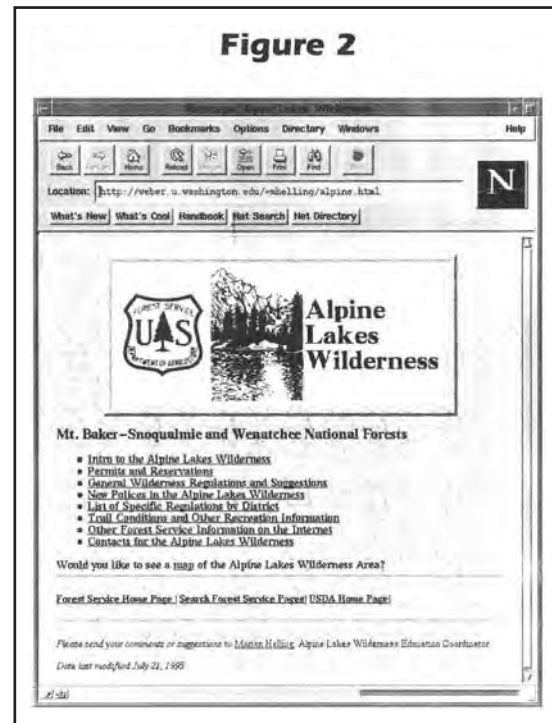 Figure 2
Netscape: Alpine Lakes Wilderness
File Edit View Go Bookmarks Options Directory Windows Help
Back Home Reload Open Print Find
Location: http://weber.u.washington.edu/~mhelling/alpine.html
What's New What's Cool Handbook Net Search Net Directory
N
FOREST SERVICE
U S
DEPARTMENT OF AGRICULTURE
Alpine
Lakes
Wilderness
Mt. Baker-Snoqualmie and Wenatchee National Forests
Intro to the Alpine Lakes Wilderness
Permits and Reservations
General Wilderness Regulations and Suggestions
New Polices in the Alpine Lakes Wilderness
List of Specific Regulations by District
Trail Conditions and Other Recreation Information
Other Forest Service Information on the Internet
Contacts for the Alpine Lakes Wilderness
Would you like to see a map of the Alpine Lakes Wilderness Area?
Forest Service Home Page | Search Forest Service Pages| USDA Home Page|
Please send your comments or suggestions to Helling, Alpine Lakes Wilderness Education Coordinator
Date last modified July 21, 1995